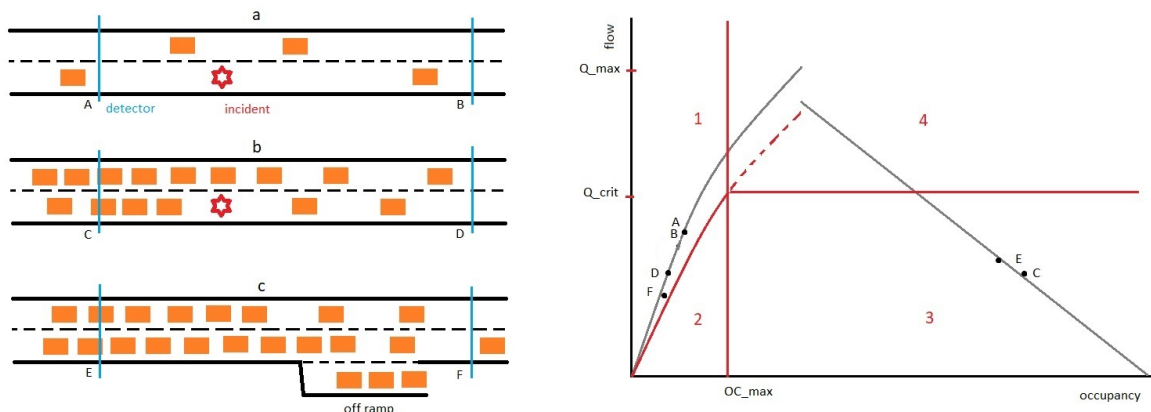 a
A
detector
incident
B
b
C
D
c
E
F
off ramp
flow
Q_max
1
4
Q_crit
A
B
D
E
C
F
2
3
OC_max
occupancy